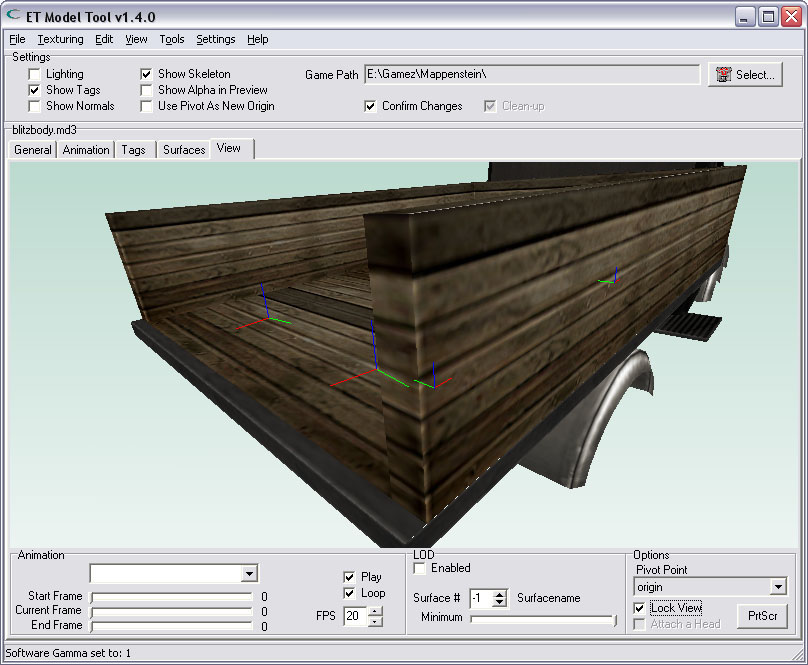 ET Model Tool v1.4.0
File Texturing Edit View Tools Settings Help
Settings
Lighting Show Skeleton Game Path E:\Gamez\Mappenstein\ Select...
Show Tags Show Alpha in Preview
Show Normals Use Pivot As New Origin Confirm Changes Clean-up
blitzbody.md3
General Animation Tags Surfaces View
Animation LOD Options
Enabled Pivot Point
Play origin
Start Frame 0 Loop Surface # -1 Surfacename Lock View
Current Frame 0 FPS 20 Minimum Attach a Head PrtScr
End Frame 0
Software Gamma set to: 1